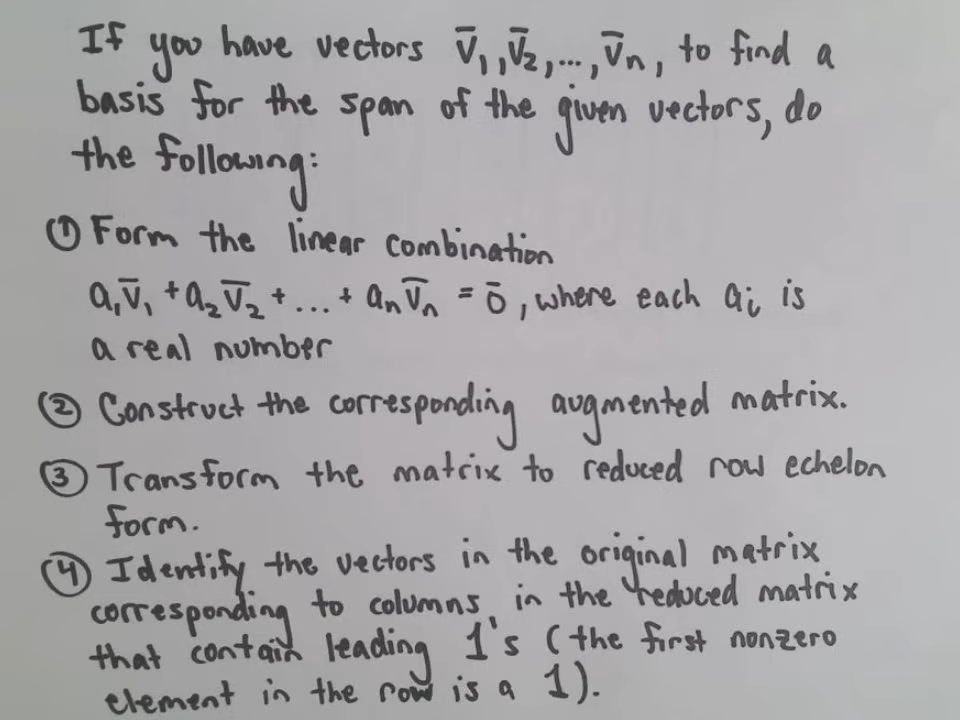 If you have vectors v̄₁, v̄₂, ..., v̄n, to find a
basis for the span of the given vectors, do
the following:
① Form the linear combination
a₁v̄₁ + a₂v̄₂ + ... + anv̄n = ō, where each ai is
a real number
② Construct the corresponding augmented matrix.
③ Transform the matrix to reduced row echelon
form.
④ Identify the vectors in the original matrix
corresponding to columns in the reduced matrix
that contain leading 1's (the first nonzero
element in the row is a 1).